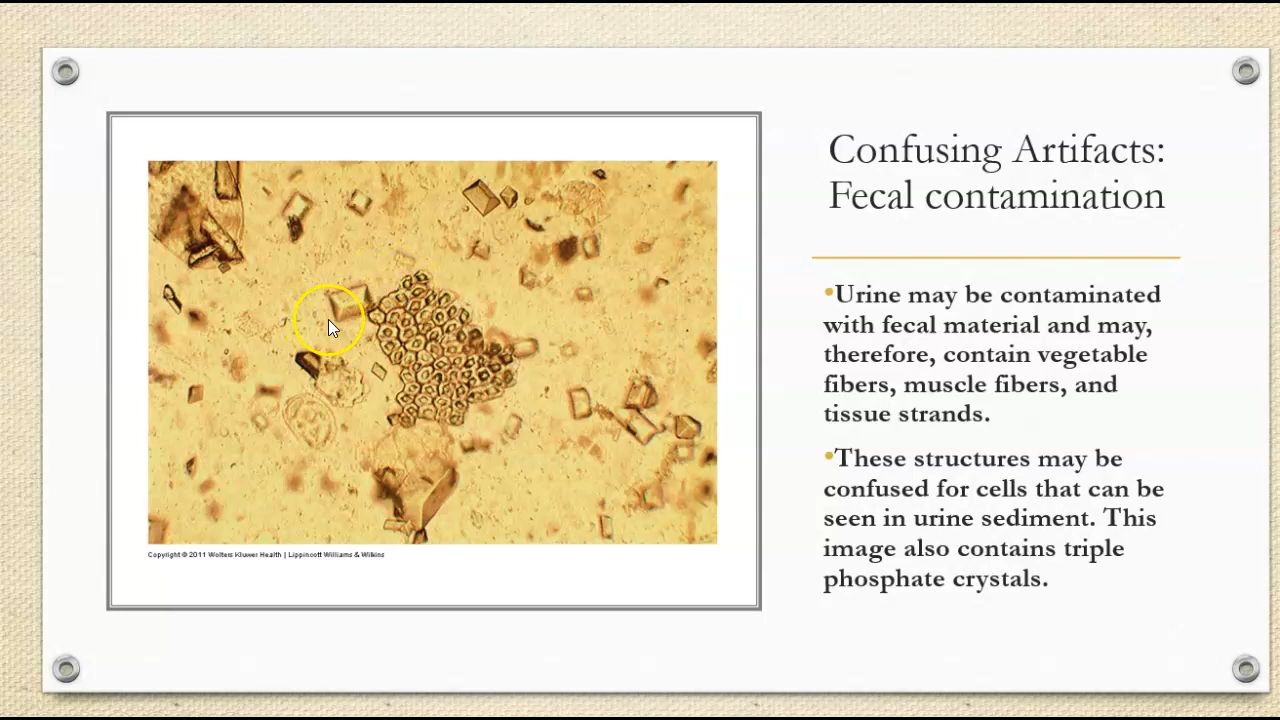 Confusing Artifacts:
Fecal contamination
•Urine may be contaminated
with fecal material and may,
therefore, contain vegetable
fibers, muscle fibers, and
tissue strands.
•These structures may be
confused for cells that can be
seen in urine sediment. This
image also contains triple
phosphate crystals.
Copyright © 2011 Wolters Kluwer Health | Lippincott Williams & Wilkins